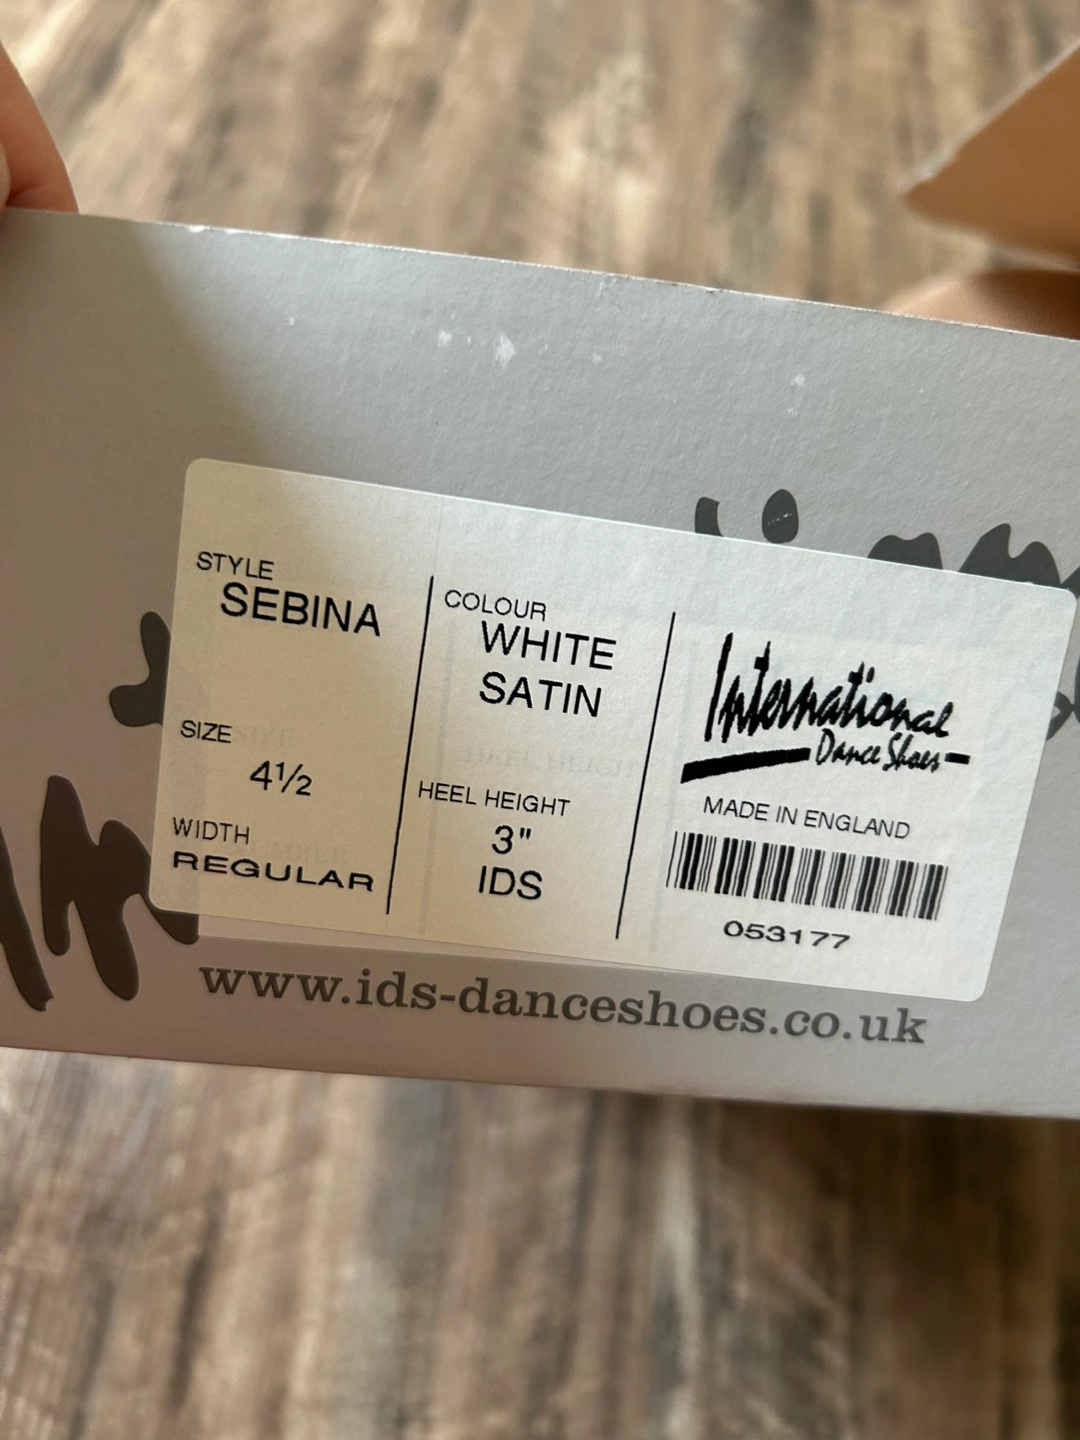 STYLE
SEBINA
SIZE
4½
WIDTH
REGULAR
COLOUR
WHITE
SATIN
HEEL HEIGHT
3"
IDS
International
Dance Shoes
MADE IN ENGLAND
053177
www.ids-danceshoes.co.uk